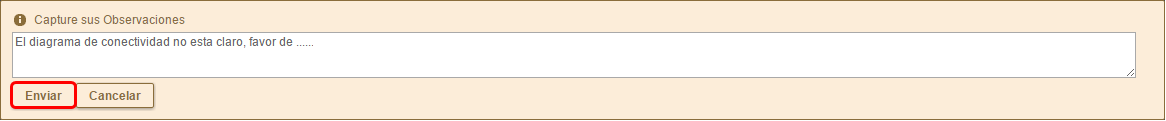 Capture sus Observaciones
El diagrama de conectividad no esta claro, favor de ......
Enviar Cancelar